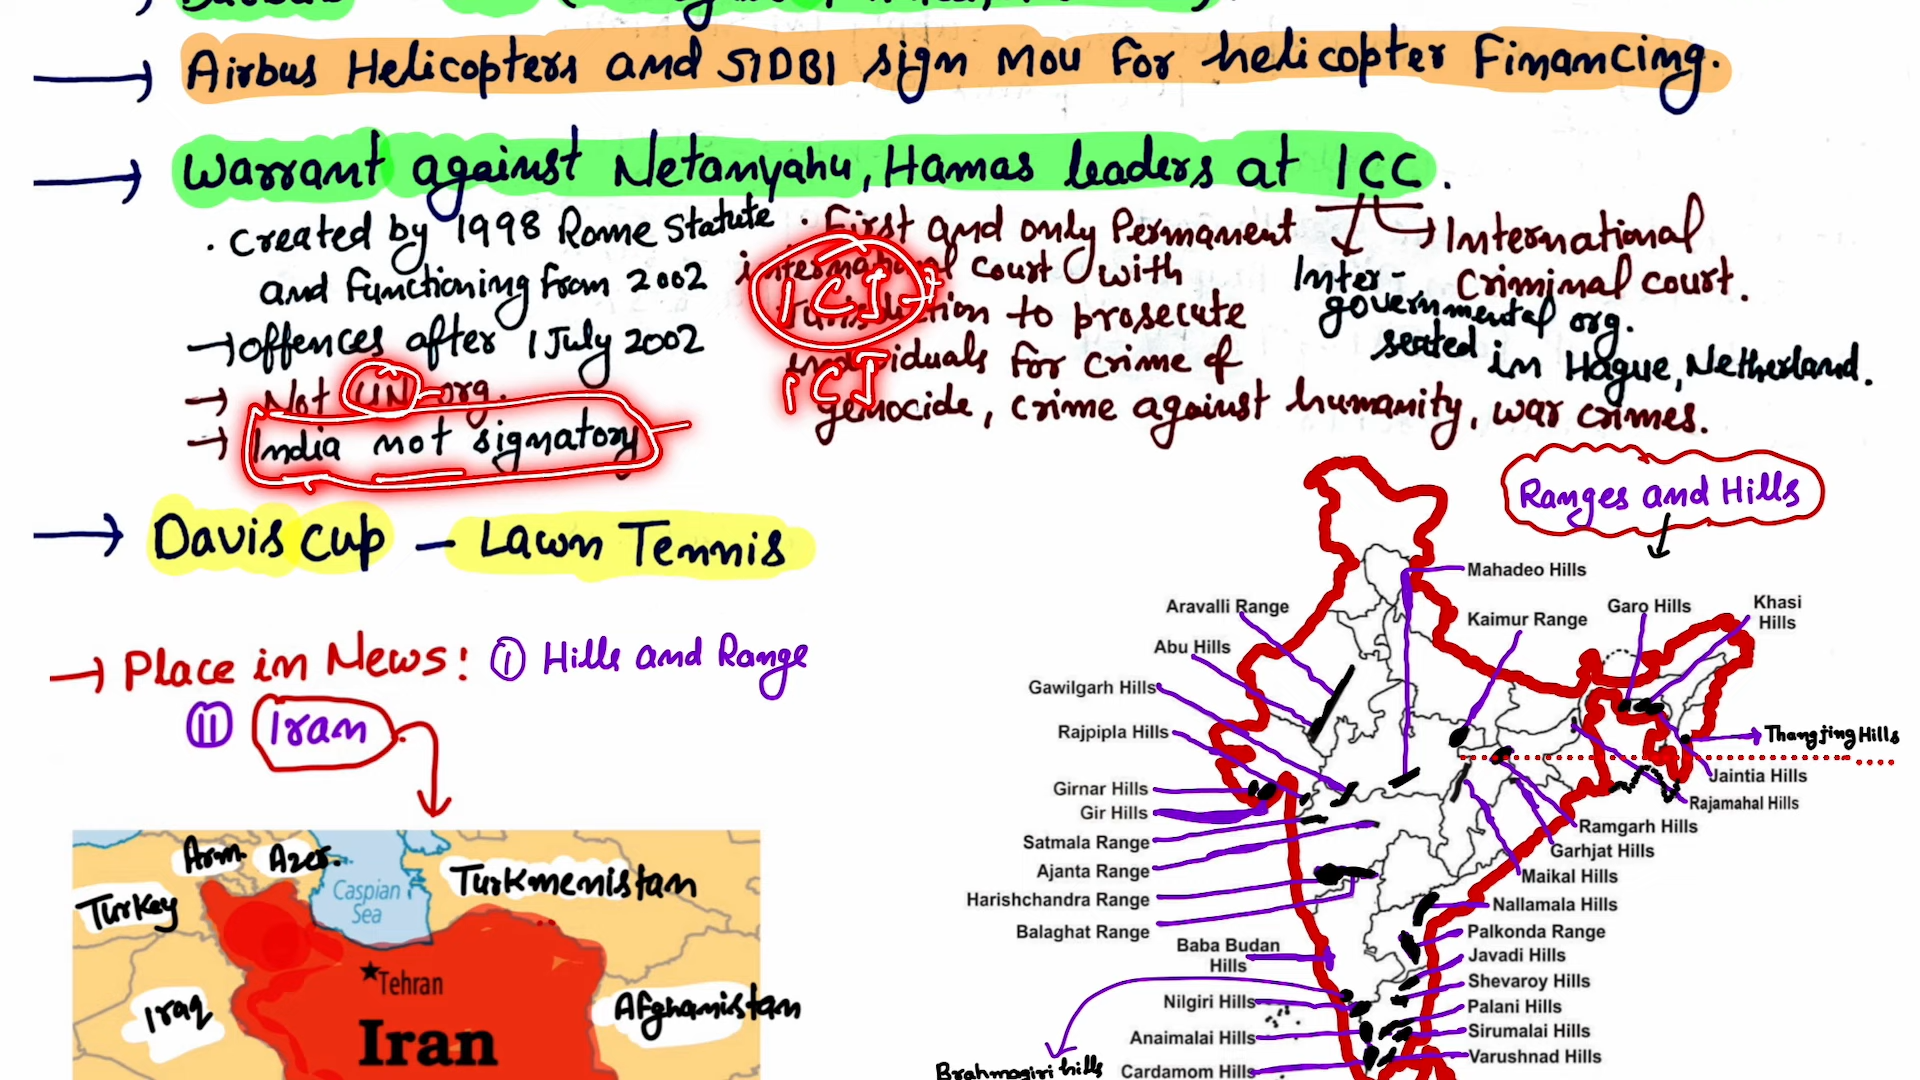 Airbus Helicopters and SIDBI sign MoU For helicopter Financing.
Warrant against Netanyahu, Hamas leaders at ICC.
· created by 1998 Rome Statute
and functioning from 2002
→ offences after 1 July 2002
→ Not UN org.
→ India not signatory
· First and only Permanent
international court with
Jurisdiction to prosecute
individuals for crime of
genocide, crime against humanity, war crimes.
ICJ
ICJ
International
Criminal court.
Inter-
governmental org.
seated in Hague, Netherland.
Davis cup - Lawn Tennis
→ Place in News! ① Hills and Range
② Iran
Arm. Azer.
Turkey
Caspian
Sea
Turkmenistan
Tehran
Iraq
Iran
Afghanistan
Ranges and Hills
Mahadeo Hills
Aravalli Range
Kaimur Range
Garo Hills
Khasi
Hills
Abu Hills
Gawilgarh Hills
Rajpipla Hills
Thangjing Hills
Jaintia Hills
Girnar Hills
Rajamahal Hills
Gir Hills
Ramgarh Hills
Satmala Range
Garhjat Hills
Ajanta Range
Maikal Hills
Harishchandra Range
Nallamala Hills
Balaghat Range
Palkonda Range
Baba Budan
Hills
Javadi Hills
Shevaroy Hills
Nilgiri Hills
Palani Hills
Anaimalai Hills
Sirumalai Hills
Varushnad Hills
Brahmagiri hills
Cardamom Hills